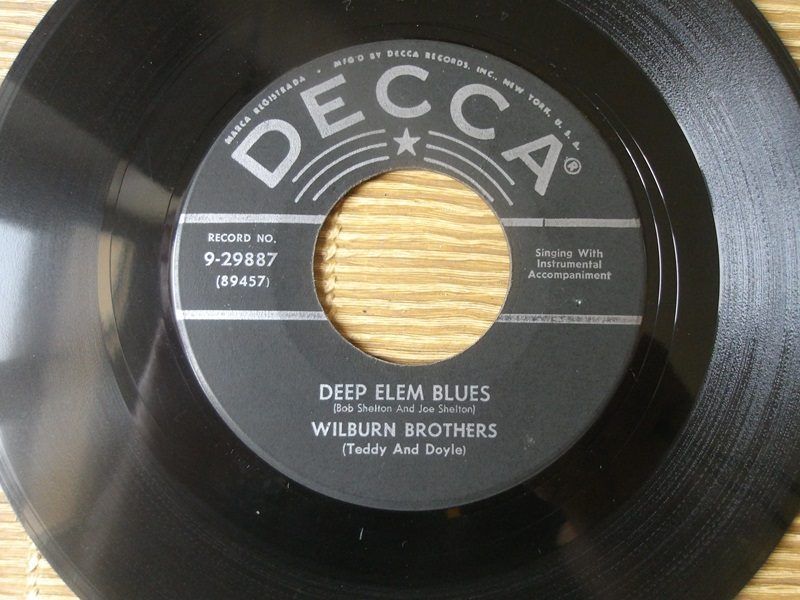 MARCA REGISTRADA • MFG'D BY DECCA RECORDS, INC., NEW YORK, U. S. A.
DECCA®
RECORD NO.
9-29887
(89457)
Singing With
Instrumental
Accompaniment
DEEP ELEM BLUES
(Bob Shelton And Joe Shelton)
WILBURN BROTHERS
(Teddy And Doyle)